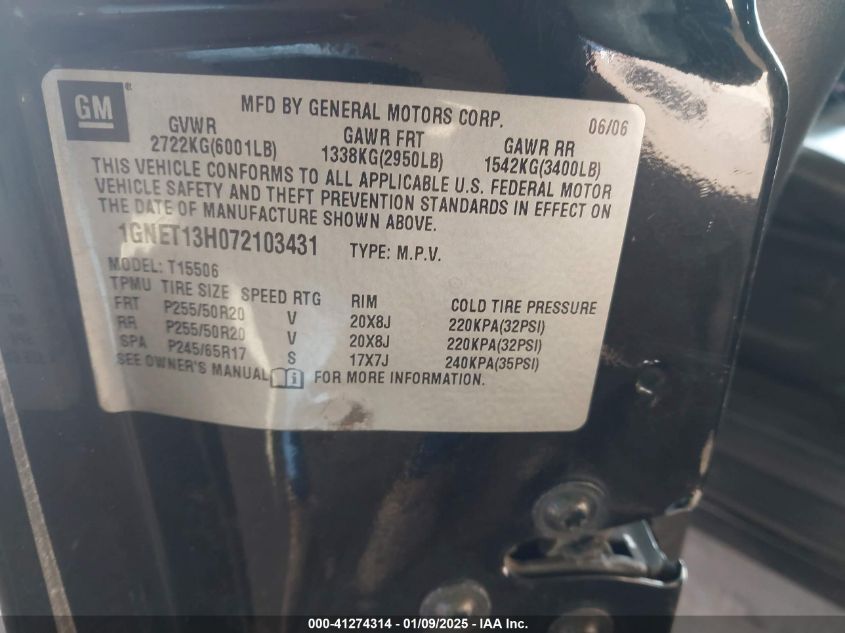 GM
MFD BY GENERAL MOTORS CORP. 06/06
GVWR GAWR FRT GAWR RR
2722KG(6001LB) 1338KG(2950LB) 1542KG(3400LB)
THIS VEHICLE CONFORMS TO ALL APPLICABLE U.S. FEDERAL MOTOR
VEHICLE SAFETY AND THEFT PREVENTION STANDARDS IN EFFECT ON
THE DATE OF MANUFACTURE SHOWN ABOVE.
1GNET13H072103431 TYPE: M.P.V.
MODEL: T15506
TPMU TIRE SIZE SPEED RTG RIM COLD TIRE PRESSURE
FRT P255/50R20 V 20X8J 220KPA(32PSI)
RR P255/50R20 V 20X8J 220KPA(32PSI)
SPA P245/65R17 S 17X7J 240KPA(35PSI)
SEE OWNER'S MANUAL FOR MORE INFORMATION.
000-41274314 - 01/09/2025 - IAA Inc.